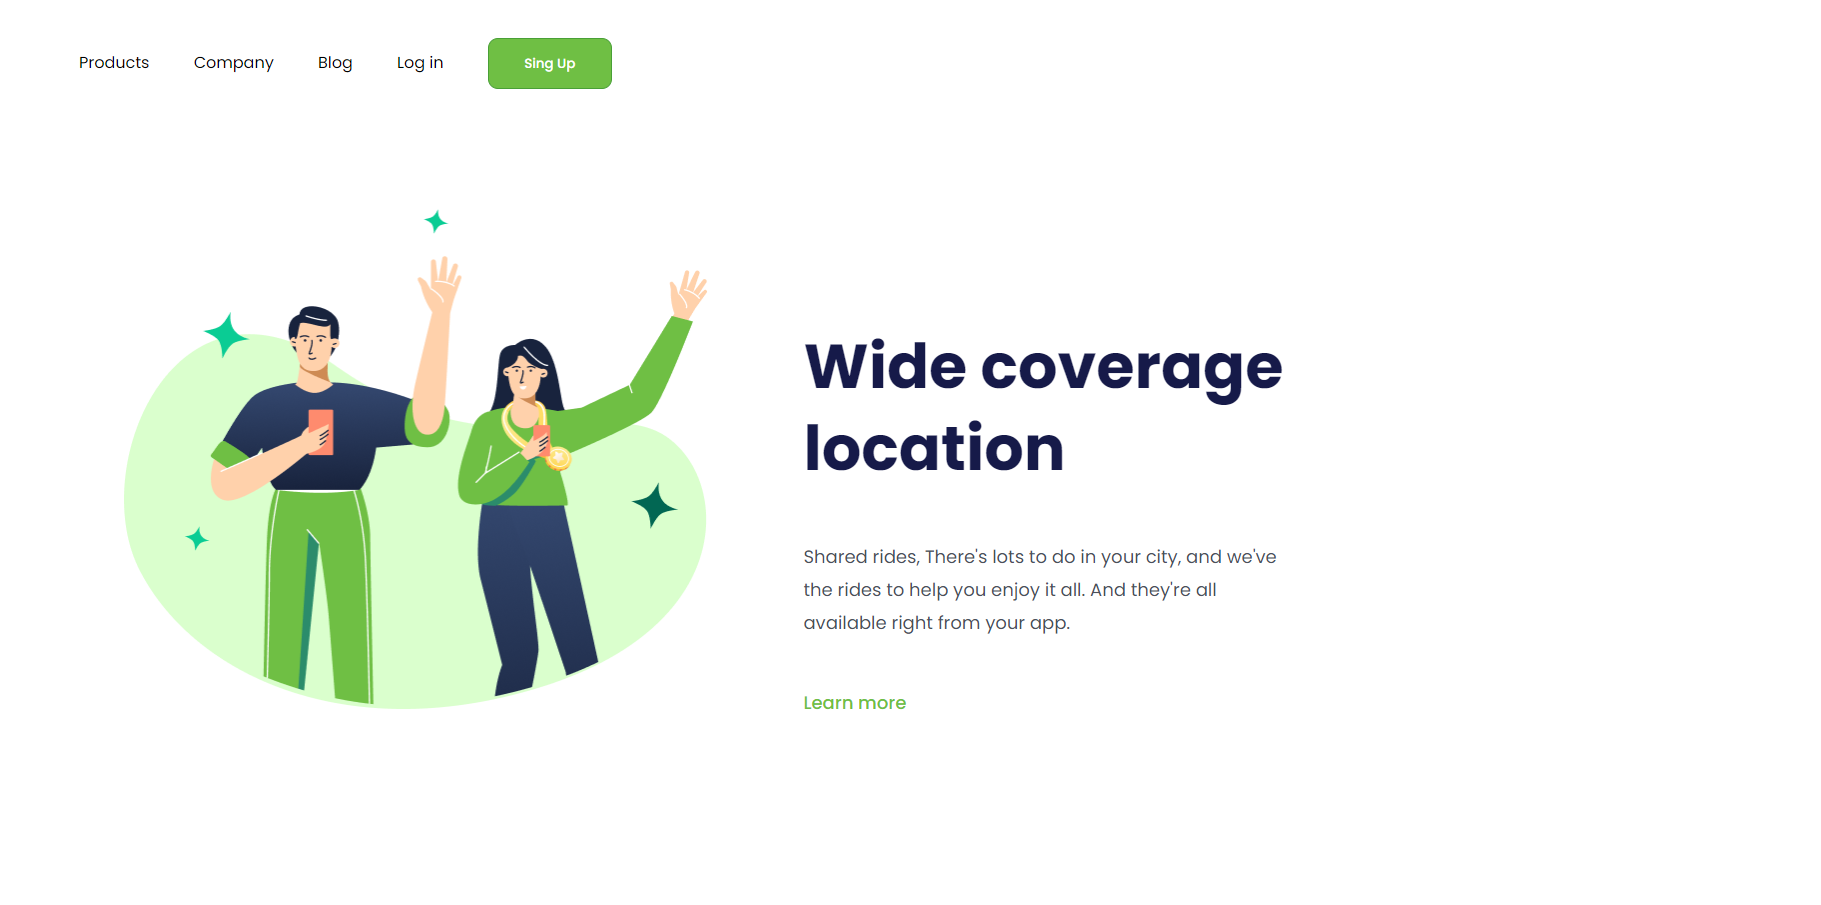 Products Company Blog Log in Sing Up
Wide coverage
location
Shared rides, There's lots to do in your city, and we've
the rides to help you enjoy it all. And they're all
available right from your app.
Learn more